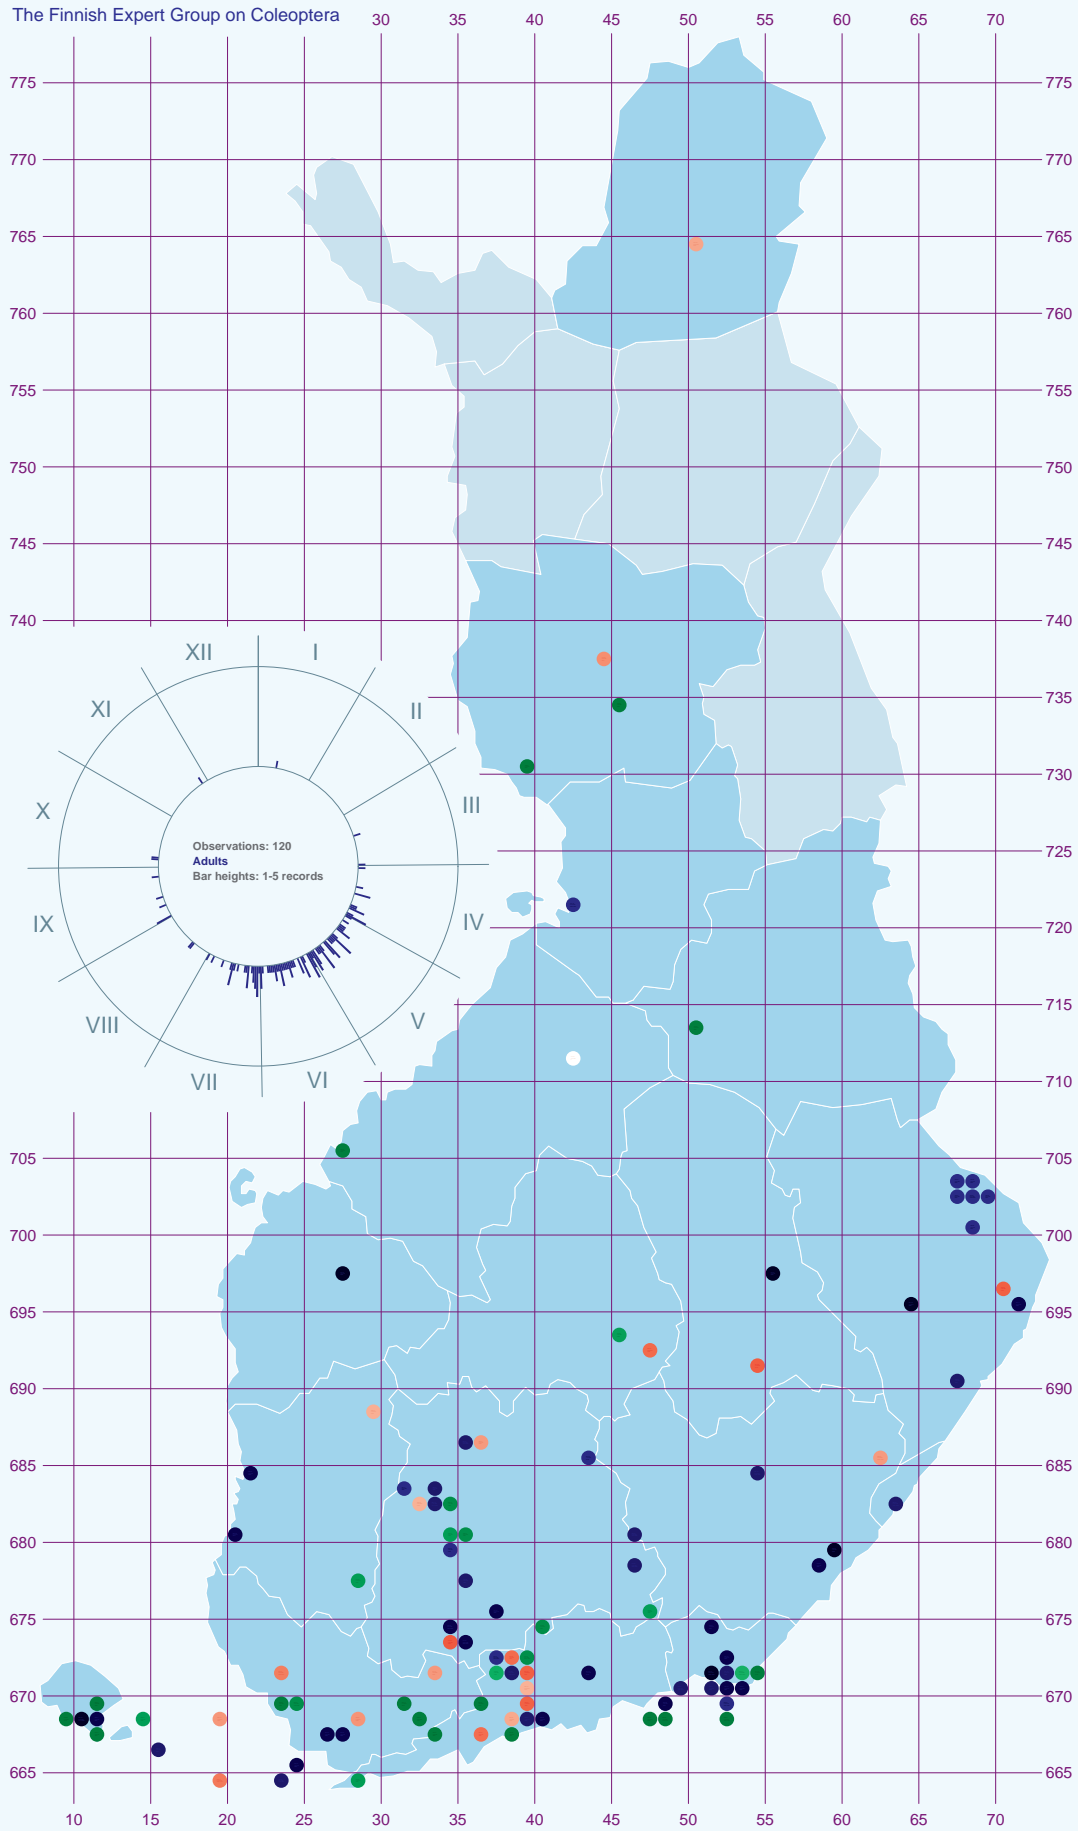 The Finnish Expert Group on Coleoptera
30 40 45 50 55 60 70
775 775
770 770
765 765
760 760
755 755
750 750
745 745
740 740
XII I
XI II
735
730
X III
Observations: 120
Adults
Bar heights: 1-5 records
725
IX IV
720
VIII V
715
VII VI
710
705 705
700 700
695 695
690 690
685 685
680 680
675 675
670 670
665 665
10 15 20 25 30 35 40 45 50 55 60 65 70